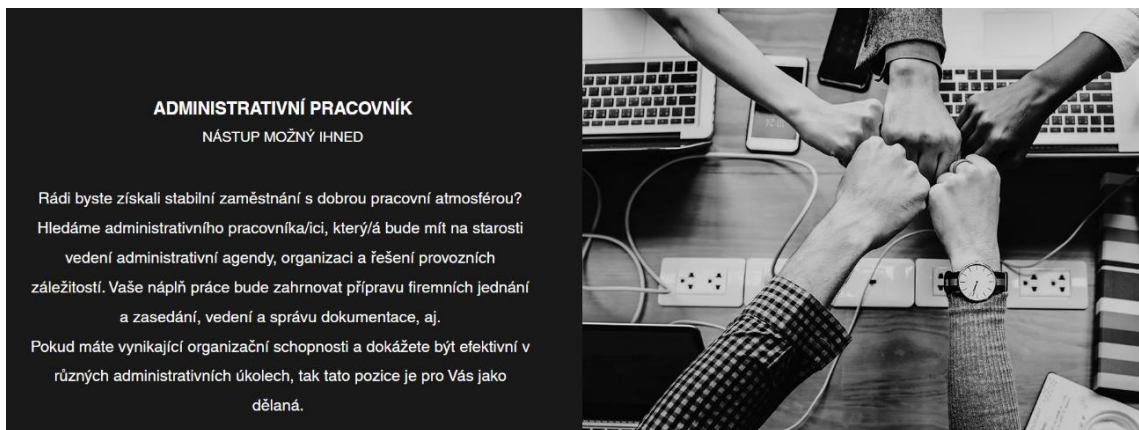 ADMINISTRATIVNÍ PRACOVNÍK
NÁSTUP MOŽNÝ IHNED
Rádi byste získali stabilní zaměstnání s dobrou pracovní atmosférou?
Hledáme administrativního pracovníka/ici, který/á bude mít na starosti
vedení administrativní agendy, organizaci a řešení provozních
záležitostí. Vaše náplň práce bude zahrnovat přípravu firemních jednání
a zasedání, vedení a správu dokumentace, aj.
Pokud máte vynikající organizační schopnosti a dokážete být efektivní v
různých administrativních úkolech, tak tato pozice je pro Vás jako
dělaná.